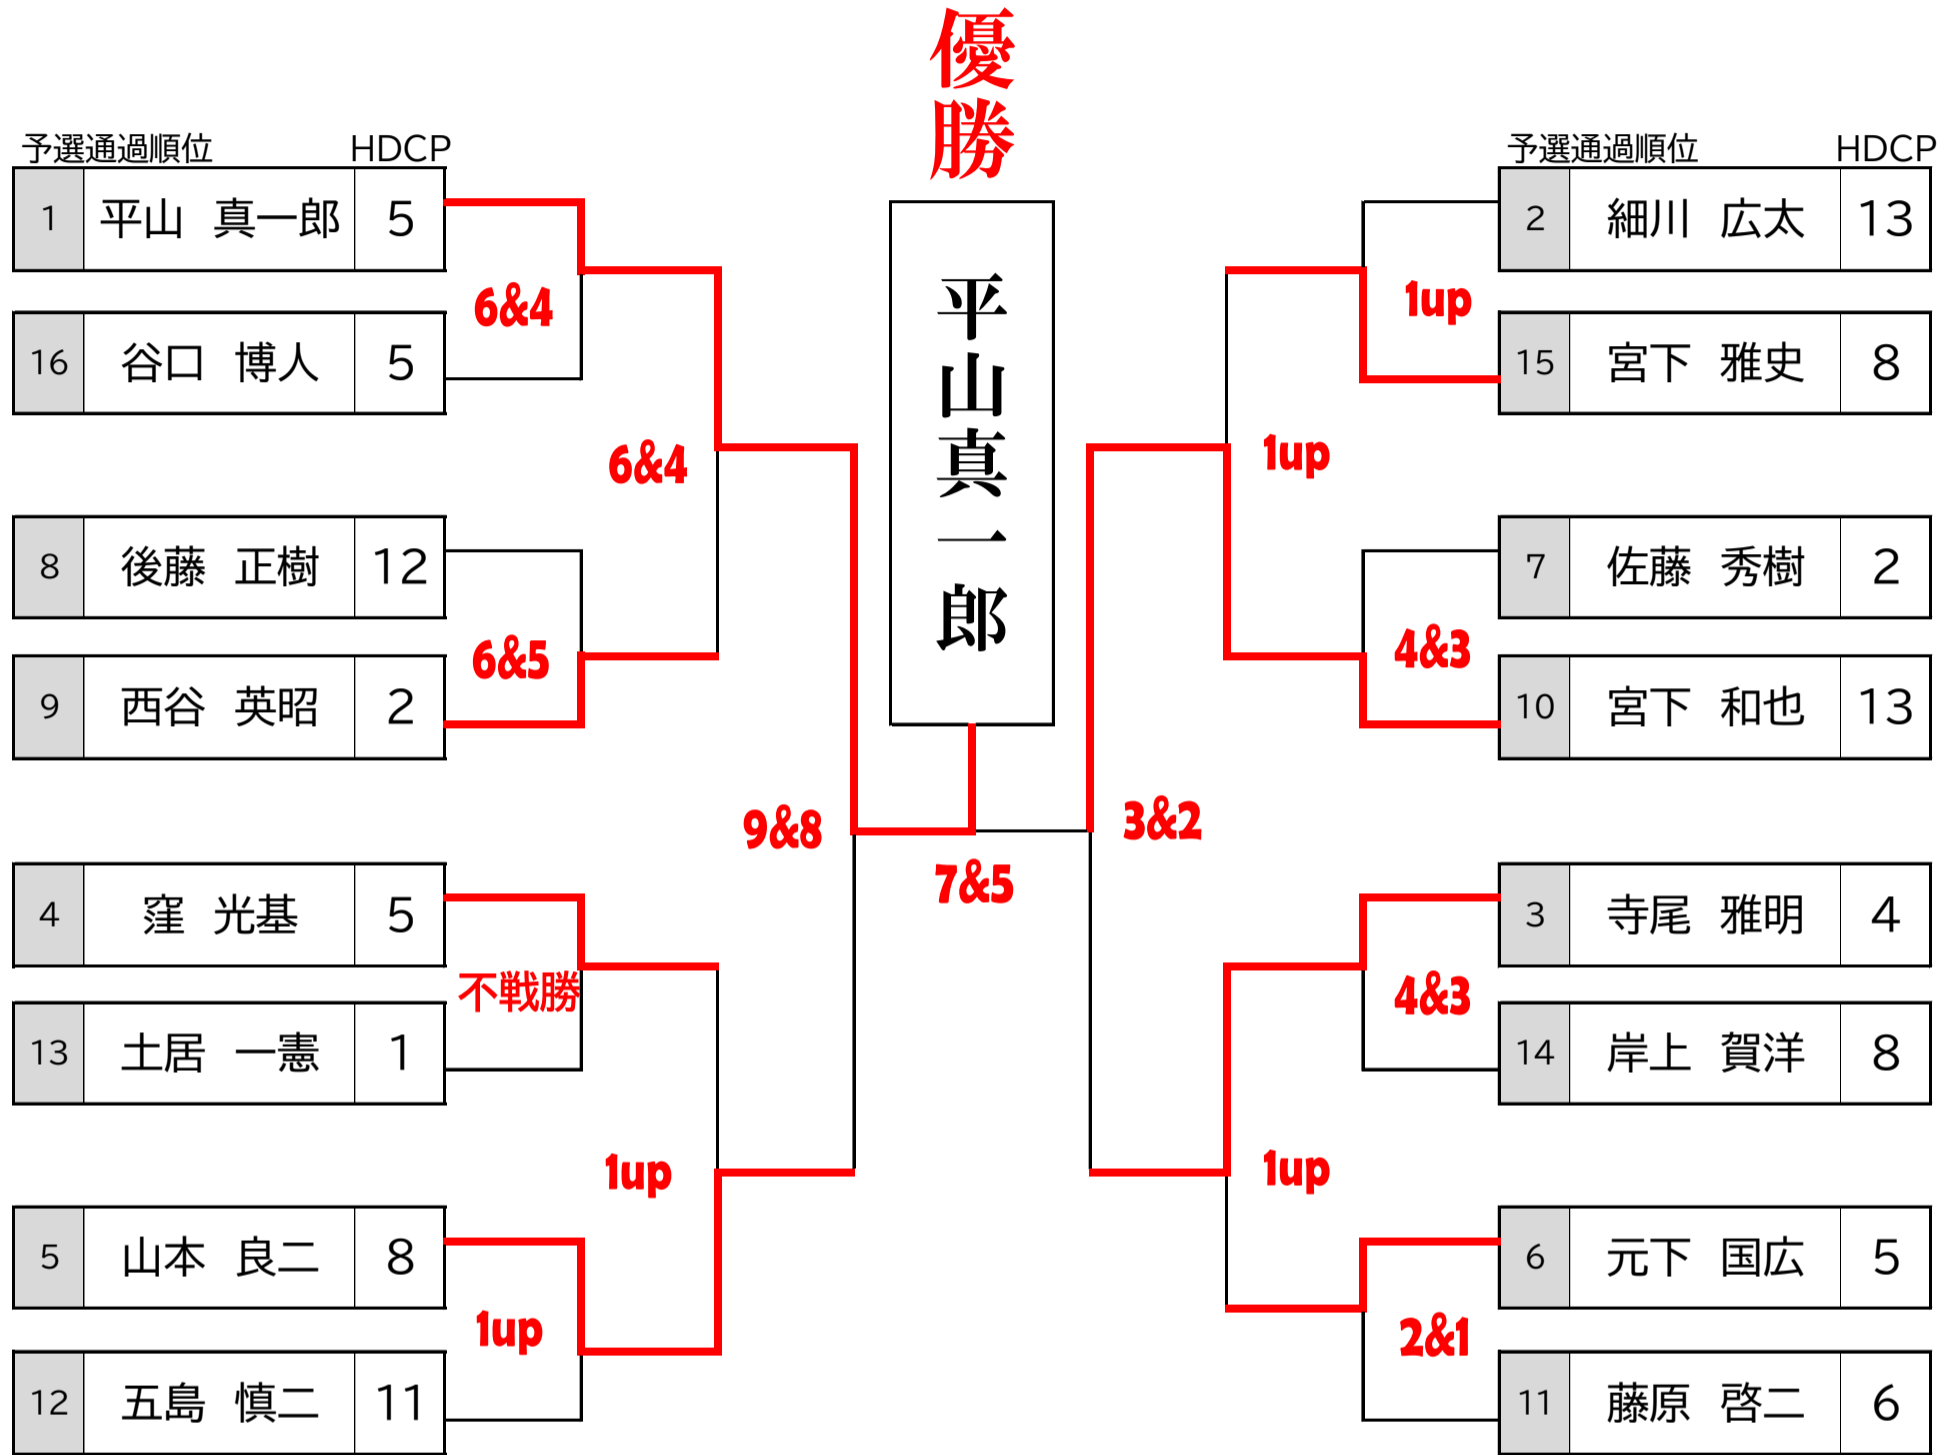 優勝
平山真一郎
予選通過順位 HDCP
1 平山 真一郎 5
6&4
16 谷口 博人 5
6&4
8 後藤 正樹 12
6&5
9 西谷 英昭 2
9&8
4 窪 光基 5
不戦勝
13 土居 一憲 1
1up
5 山本 良二 8
1up
12 五島 慎二 11
7&5
予選通過順位 HDCP
2 細川 広太 13
1up
15 宮下 雅史 8
1up
7 佐藤 秀樹 2
4&3
10 宮下 和也 13
3&2
3 寺尾 雅明 4
4&3
14 岸上 賀洋 8
1up
6 元下 国広 5
2&1
11 藤原 啓二 6